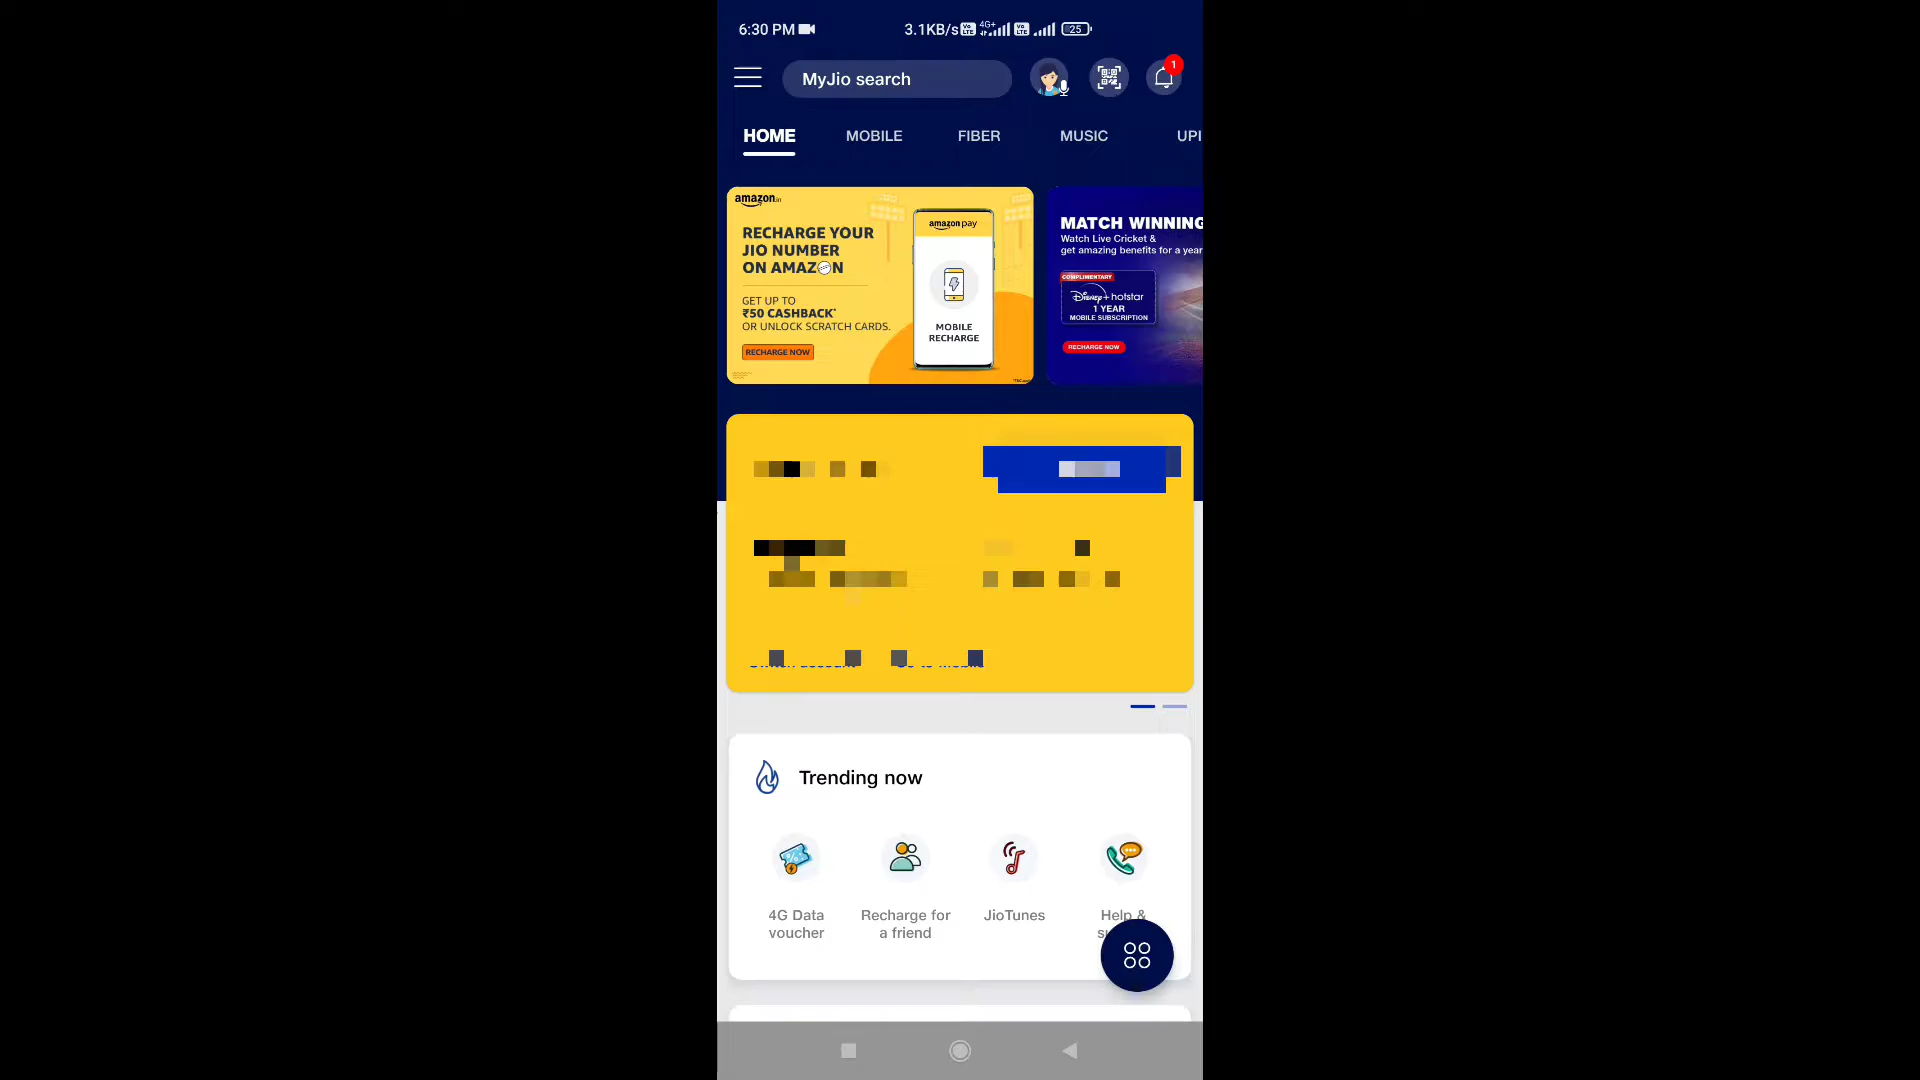 6:30 PM
3.1KB/s
4G+
25
MyJio search
1
HOME
MOBILE
FIBER
MUSIC
UPI
amazon.in
RECHARGE YOUR
JIO NUMBER
ON AMAZON
GET UP TO
₹50 CASHBACK*
OR UNLOCK SCRATCH CARDS.
RECHARGE NOW
amazon pay
MOBILE
RECHARGE
MATCH WINNING
Watch Live Cricket &
get amazing benefits for a year
COMPLIMENTARY
Disney+ hotstar
1 YEAR
MOBILE SUBSCRIPTION
RECHARGE NOW
Trending now
4G Data
voucher
Recharge for
a friend
JioTunes
Help &